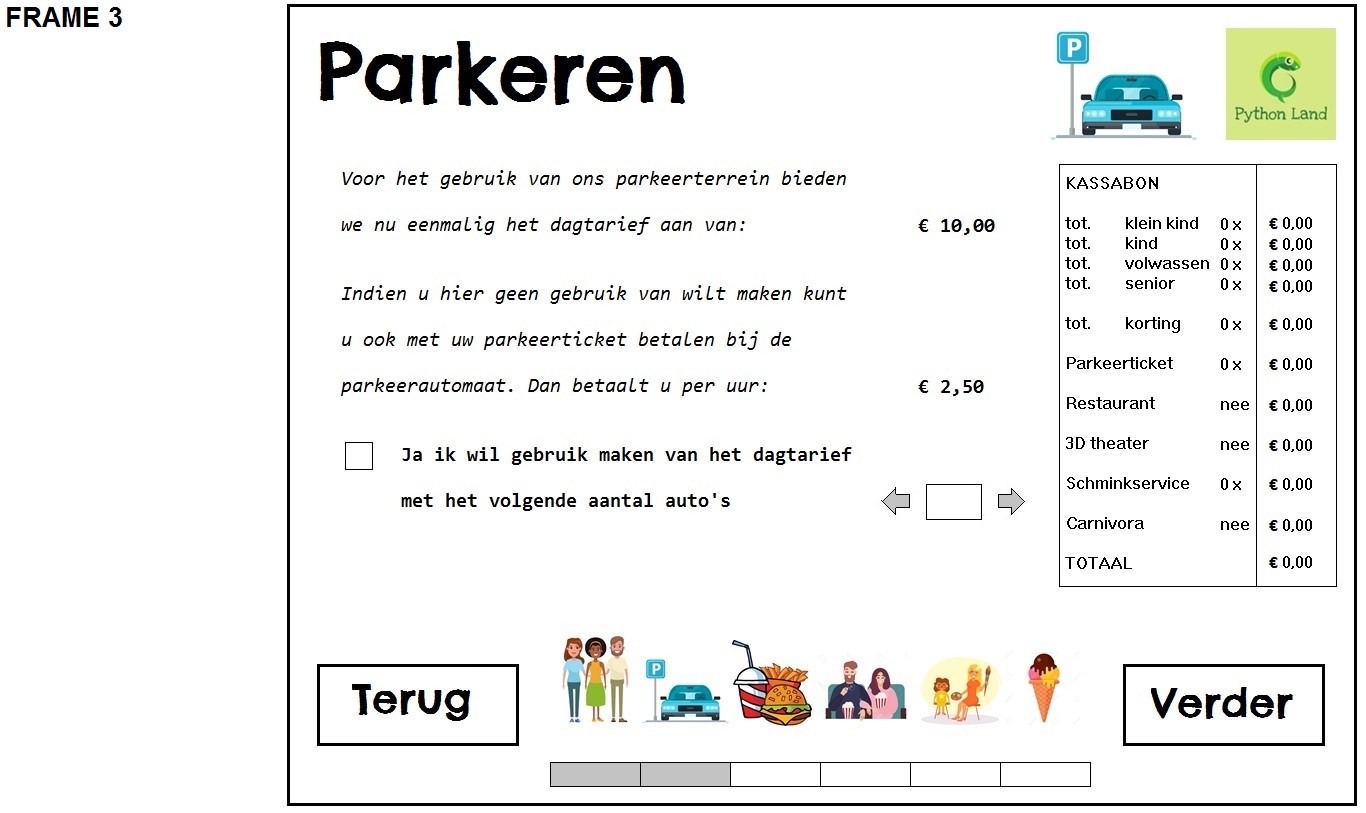 FRAME 3
Parkeren
P
Python Land
Voor het gebruik van ons parkeerterrein bieden
we nu eenmalig het dagtarief aan van: € 10,00
Indien u hier geen gebruik van wilt maken kunt
u ook met uw parkeerticket betalen bij de
parkeerautomaat. Dan betaalt u per uur: € 2,50
Ja ik wil gebruik maken van het dagtarief
met het volgende aantal auto's
KASSABON
tot. klein kind 0 x € 0,00
tot. kind 0 x € 0,00
tot. volwassen 0 x € 0,00
tot. senior 0 x € 0,00
tot. korting 0 x € 0,00
Parkeerticket 0 x € 0,00
Restaurant nee € 0,00
3D theater nee € 0,00
Schminkservice 0 x € 0,00
Carnivora nee € 0,00
TOTAAL € 0,00
P
Terug
Verder